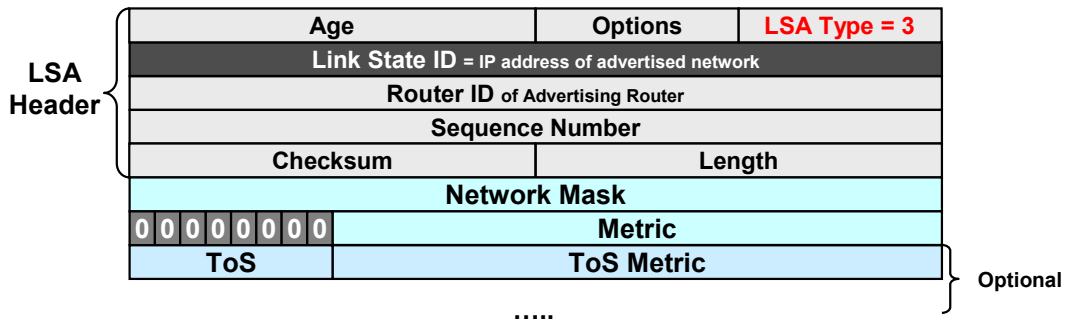 Age Options LSA Type = 3
Link State ID = IP address of advertised network
LSA Header
Router ID of Advertising Router
Sequence Number
Checksum Length
Network Mask
0 0 0 0 0 0 0 0 Metric
ToS ToS Metric
Optional
.....